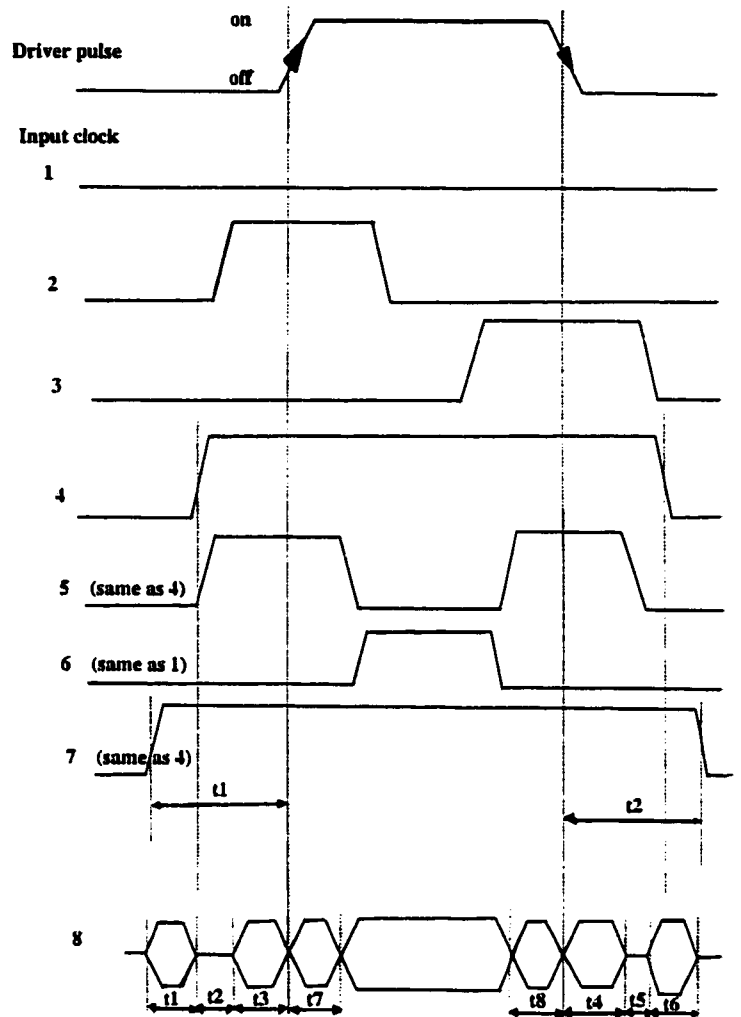 on
Driver pulse
off
Input clock
1
2
3
4
5 (same as 4)
6 (same as 1)
7 (same as 4)
t1
t2
8
t1 t2 t3 t7 t8 t4 t5 t6